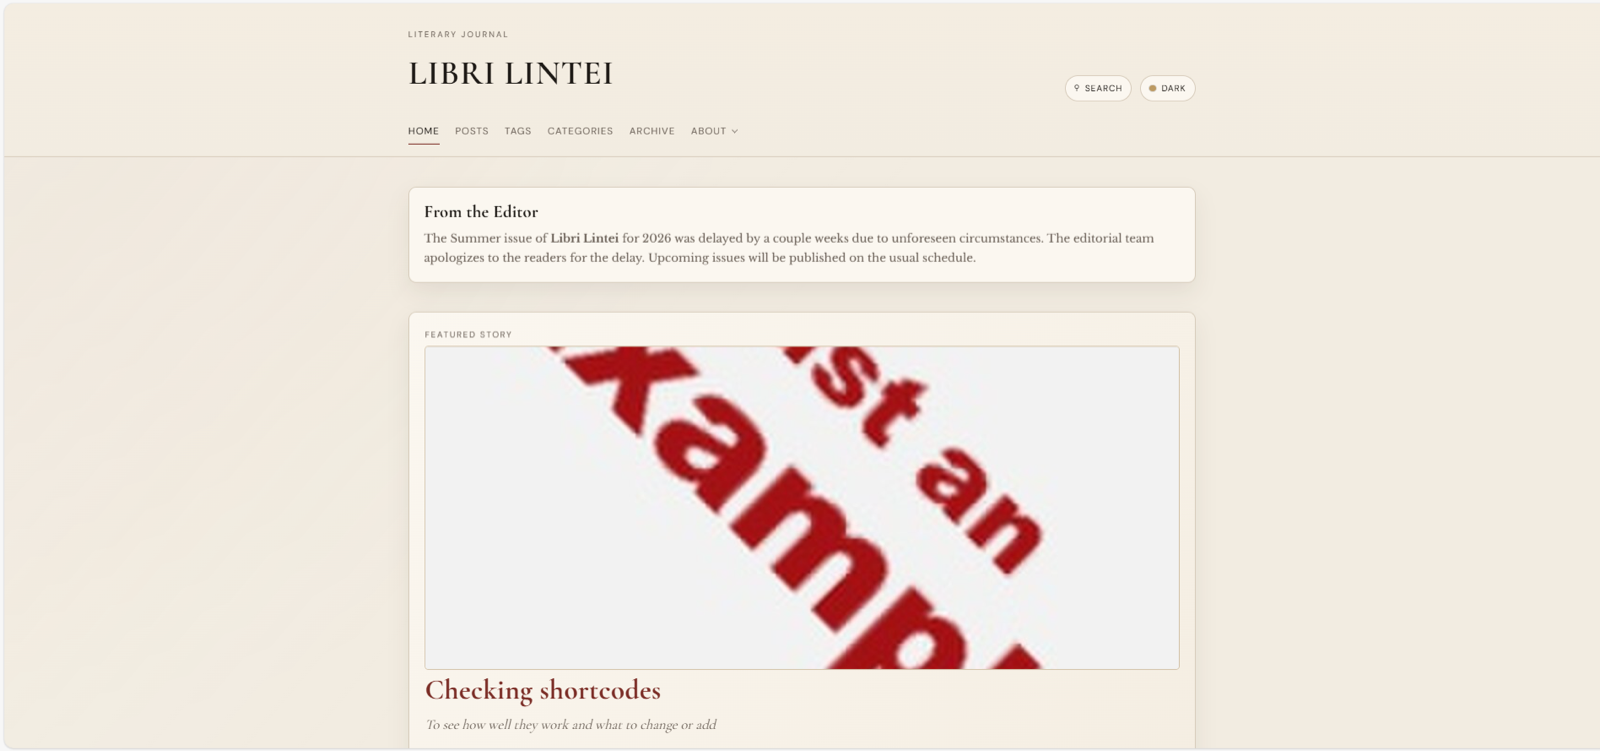 LITERARY JOURNAL
LIBRI LINTEI
SEARCH
DARK
HOME POSTS TAGS CATEGORIES ARCHIVE ABOUT
From the Editor
The Summer issue of Libri Lintei for 2026 was delayed by a couple weeks due to unforeseen circumstances. The editorial team
apologizes to the readers for the delay. Upcoming issues will be published on the usual schedule.
FEATURED STORY
st an
xamp
Checking shortcodes
To see how well they work and what to change or add